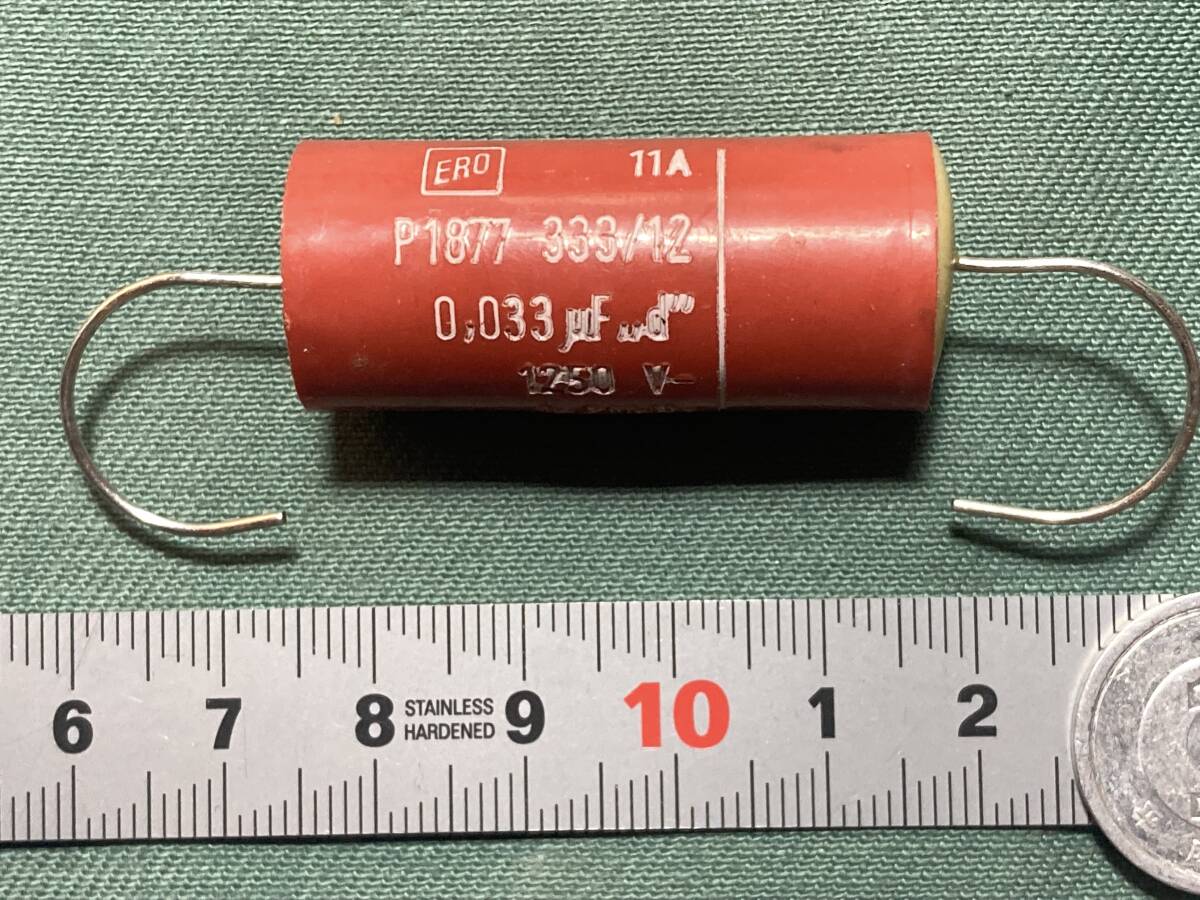 ERO 11A
P1877 333/12
0,033 µF „d"
1250 V-
6 7 8 STAINLESS HARDENED 9 10 1 2